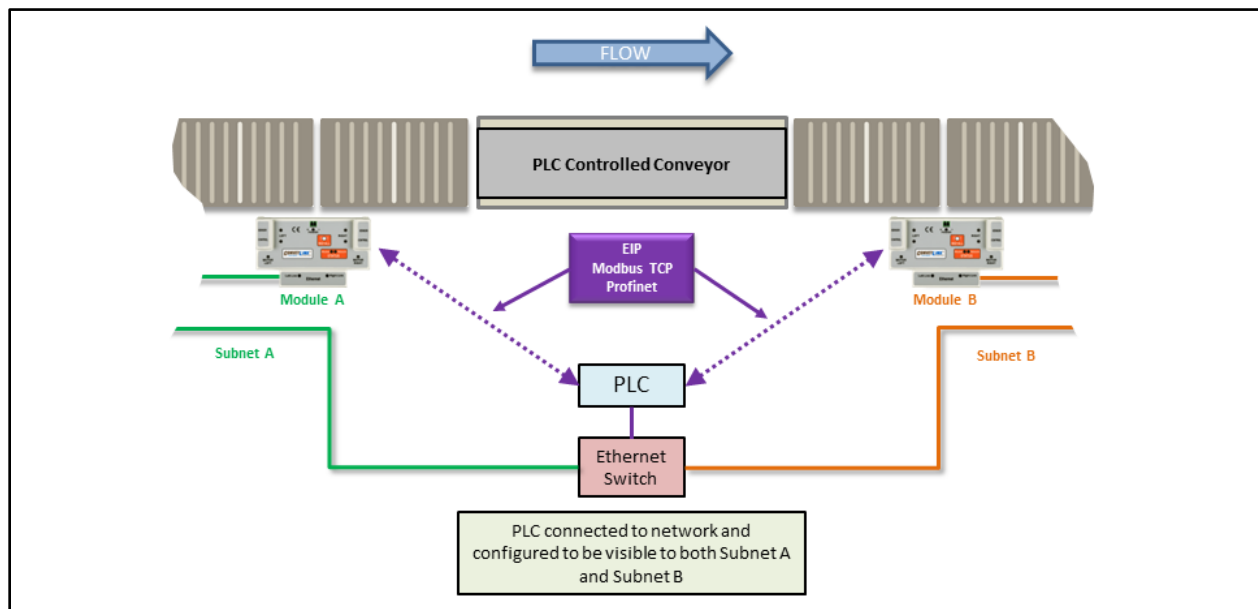 FLOW
PLC Controlled Conveyor
EIP
Modbus TCP
Profinet
Module A
Module B
Subnet A
Subnet B
PLC
Ethernet
Switch
PLC connected to network and
configured to be visible to both Subnet A
and Subnet B